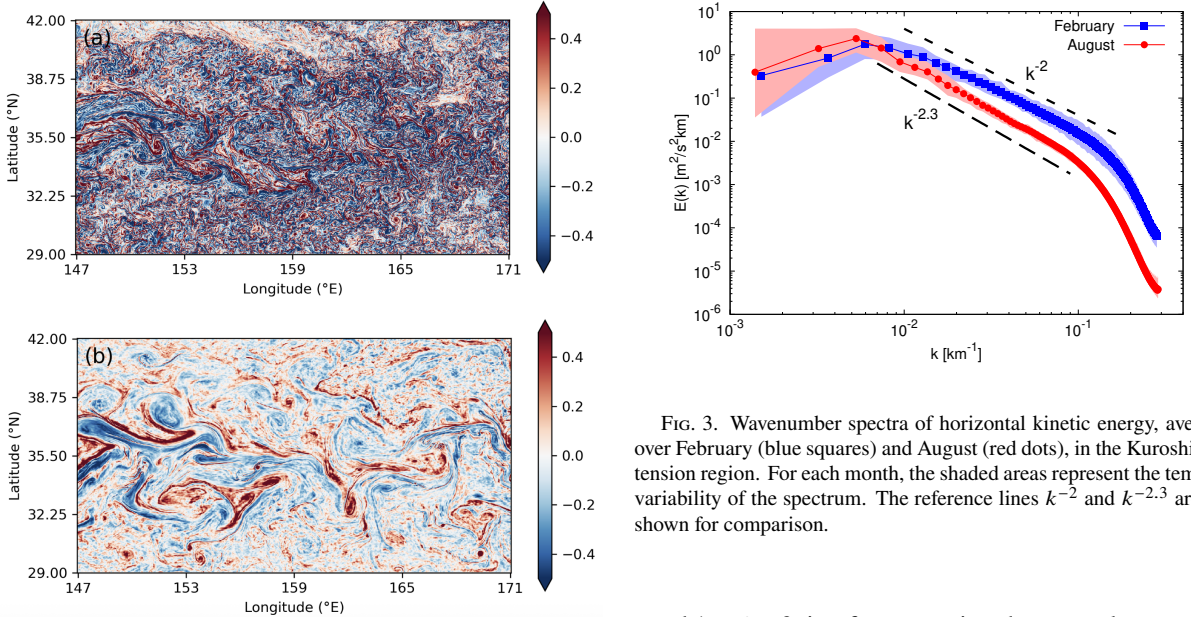 (a)
42.00
38.75
35.50
32.25
29.00
Latitude (°N)
147
153
159
165
171
Longitude (°E)
0.4
0.2
0.0
−0.2
−0.4
(b)
42.00
38.75
35.50
32.25
29.00
Latitude (°N)
147
153
159
165
171
Longitude (°E)
0.4
0.2
0.0
−0.2
−0.4
February
August
k⁻²
k⁻²·³
10¹
10⁰
10⁻¹
10⁻²
10⁻³
10⁻⁴
10⁻⁵
10⁻⁶
E(k) [m²/s²km]
10⁻³
10⁻²
10⁻¹
k [km⁻¹]
FIG. 3. Wavenumber spectra of horizontal kinetic energy, ave
over February (blue squares) and August (red dots), in the Kuroshi
tension region. For each month, the shaded areas represent the tem
variability of the spectrum. The reference lines k⁻² and k⁻²·³ ar
shown for comparison.